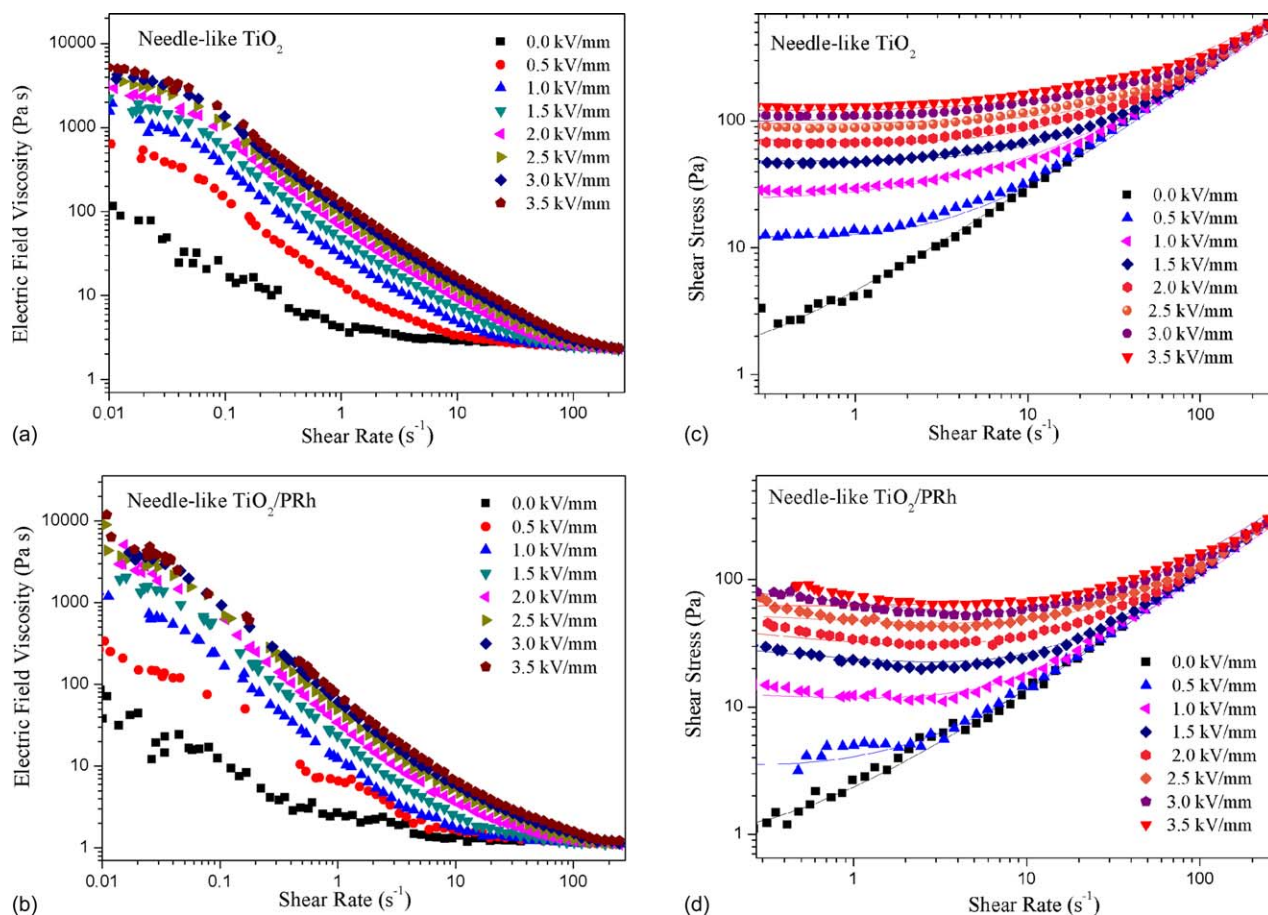 Needle-like TiO₂
0.0 kV/mm
0.5 kV/mm
1.0 kV/mm
1.5 kV/mm
2.0 kV/mm
2.5 kV/mm
3.0 kV/mm
3.5 kV/mm
10000
1000
100
10
1
Electric Field Viscosity (Pa s)
0.01
0.1
1
10
100
Shear Rate (s⁻¹)
(a)
Needle-like TiO₂
100
10
1
Shear Stress (Pa)
0.0 kV/mm
0.5 kV/mm
1.0 kV/mm
1.5 kV/mm
2.0 kV/mm
2.5 kV/mm
3.0 kV/mm
3.5 kV/mm
1
10
100
Shear Rate (s⁻¹)
(c)
Needle-like TiO₂/PRh
0.0 kV/mm
0.5 kV/mm
1.0 kV/mm
1.5 kV/mm
2.0 kV/mm
2.5 kV/mm
3.0 kV/mm
3.5 kV/mm
10000
1000
100
10
1
Electric Field Viscosity (Pa s)
0.01
0.1
1
10
100
Shear Rate (s⁻¹)
(b)
Needle-like TiO₂/PRh
100
10
1
Shear Stress (Pa)
0.0 kV/mm
0.5 kV/mm
1.0 kV/mm
1.5 kV/mm
2.0 kV/mm
2.5 kV/mm
3.0 kV/mm
3.5 kV/mm
1
10
100
Shear Rate (s⁻¹)
(d)